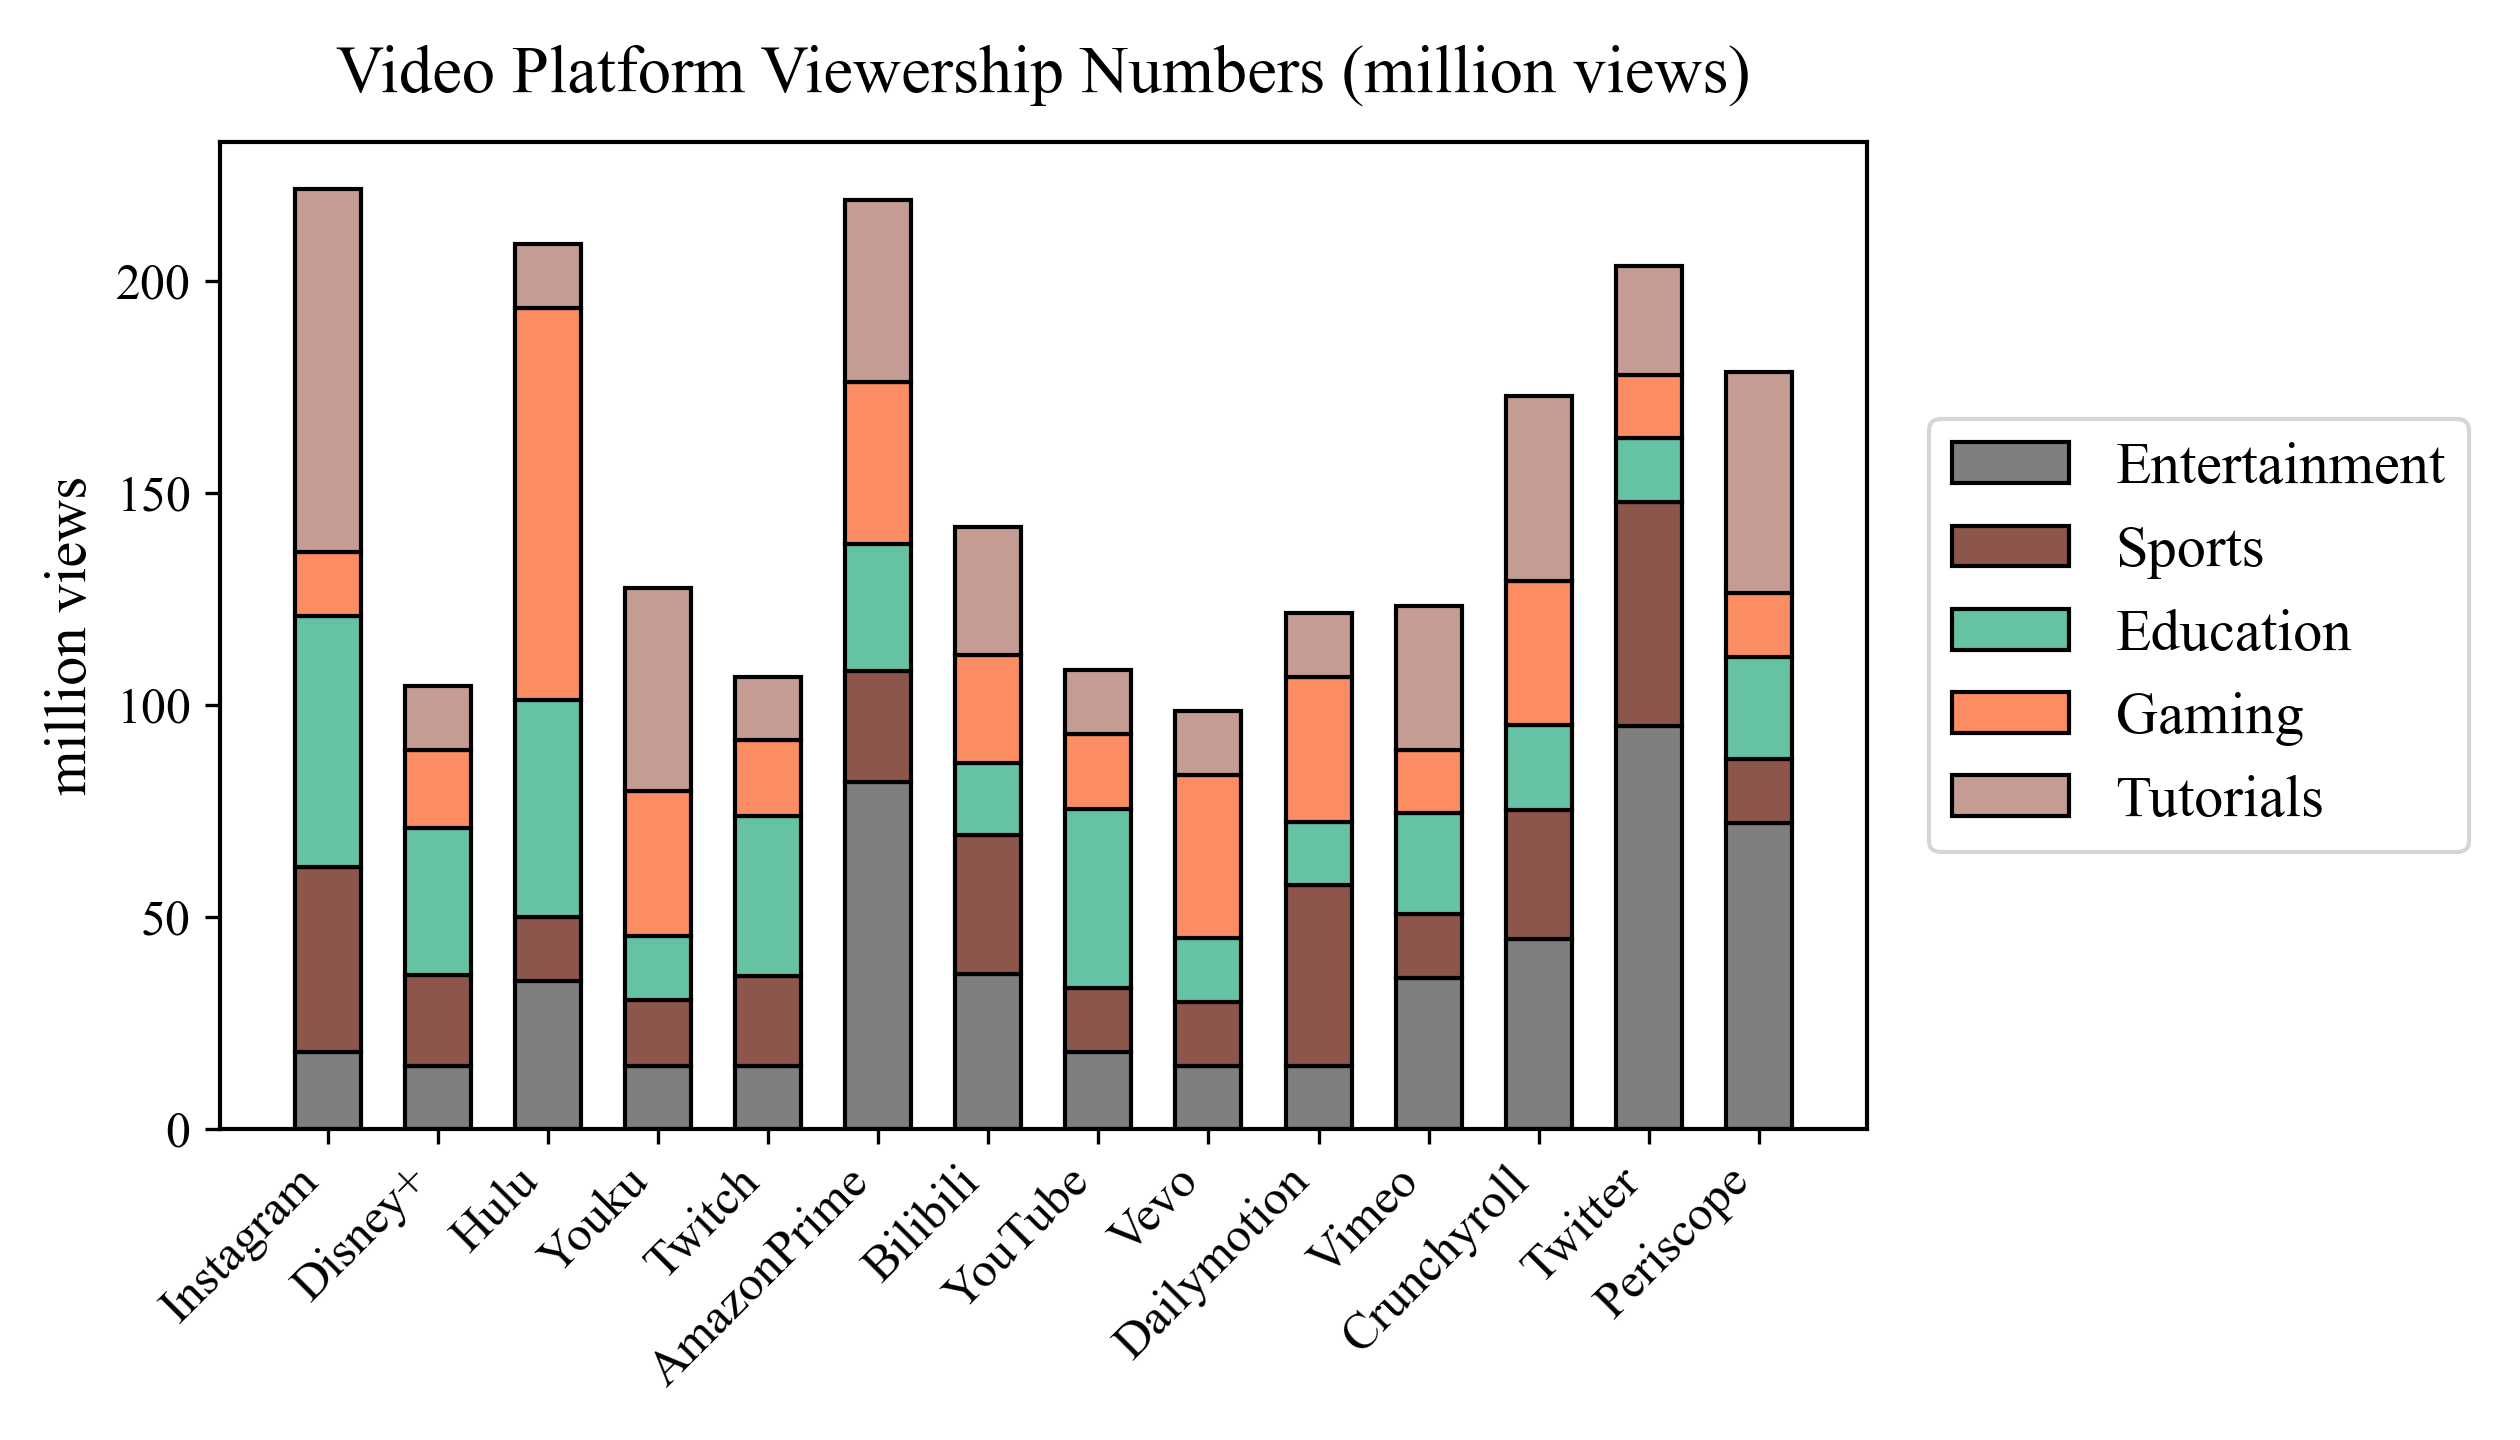 Video Platform Viewership Numbers (million views)
million views
200
150
100
50
0
Instagram
Disney+
Hulu
Youku
Twitch
AmazonPrime
Bilibili
YouTube
Vevo
Dailymotion
Vimeo
Crunchyroll
Twitter
Periscope
Entertainment
Sports
Education
Gaming
Tutorials